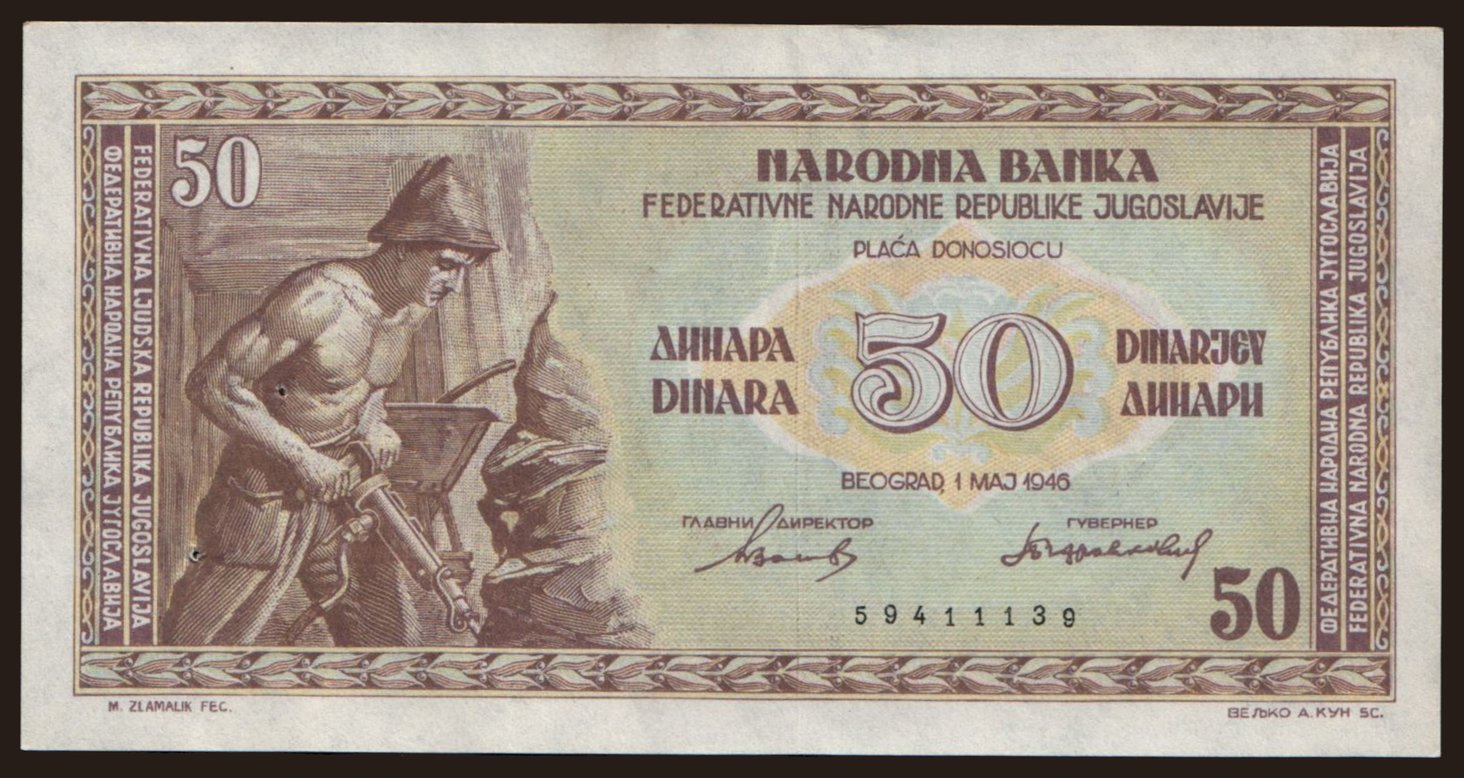 50
NARODNA BANKA
FEDERATIVNE NARODNE REPUBLIKE JUGOSLAVIJE
PLAĆA DONOSIOCU
ДИНАРА
DINARA
50
DINARJEV
ДИНАРИ
BEOGRAD, 1 MAJ 1946
ГЛАВНИ ДИРЕКТОР
ГУВЕРНЕР
59411139
50
ФЕДЕРАТИВНА НАРОДНА РЕПУБЛИКА ЈУГОСЛАВИЈА
FEDERATIVNA LJUDSKA REPUBLIKA JUGOSLAVIJA
ФЕДЕРАТИВНА НАРОДНА РЕПУБЛИКА ЈУГОСЛАВИЈА
FEDERATIVNA NARODNA REPUBLIKA JUGOSLAVIJA
M. ZLAMALIK FEC.
ВЕЉКО А. КУН SC.